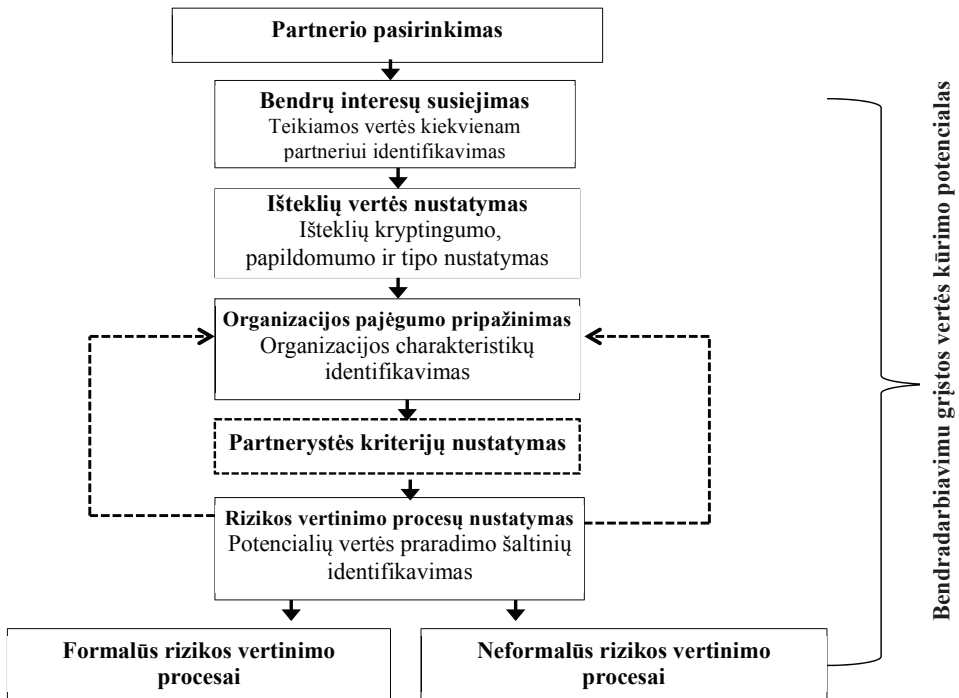 Partnerio pasirinkimas
Bendrų interesų susiejimas
Teikiamos vertės kiekvienam
partneriui identifikavimas
Išteklių vertės nustatymas
Išteklių kryptingumo,
papildomumo ir tipo nustatymas
Organizacijos pajėgumo pripažinimas
Organizacijos charakteristikų
identifikavimas
Partnerystės kriterijų nustatymas
Rizikos vertinimo procesų nustatymas
Potencialių vertės praradimo šaltinių
identifikavimas
Formalūs rizikos vertinimo
procesai
Neformalūs rizikos vertinimo
procesai
Bendradarbiavimu grįstos vertės kūrimo potencialas